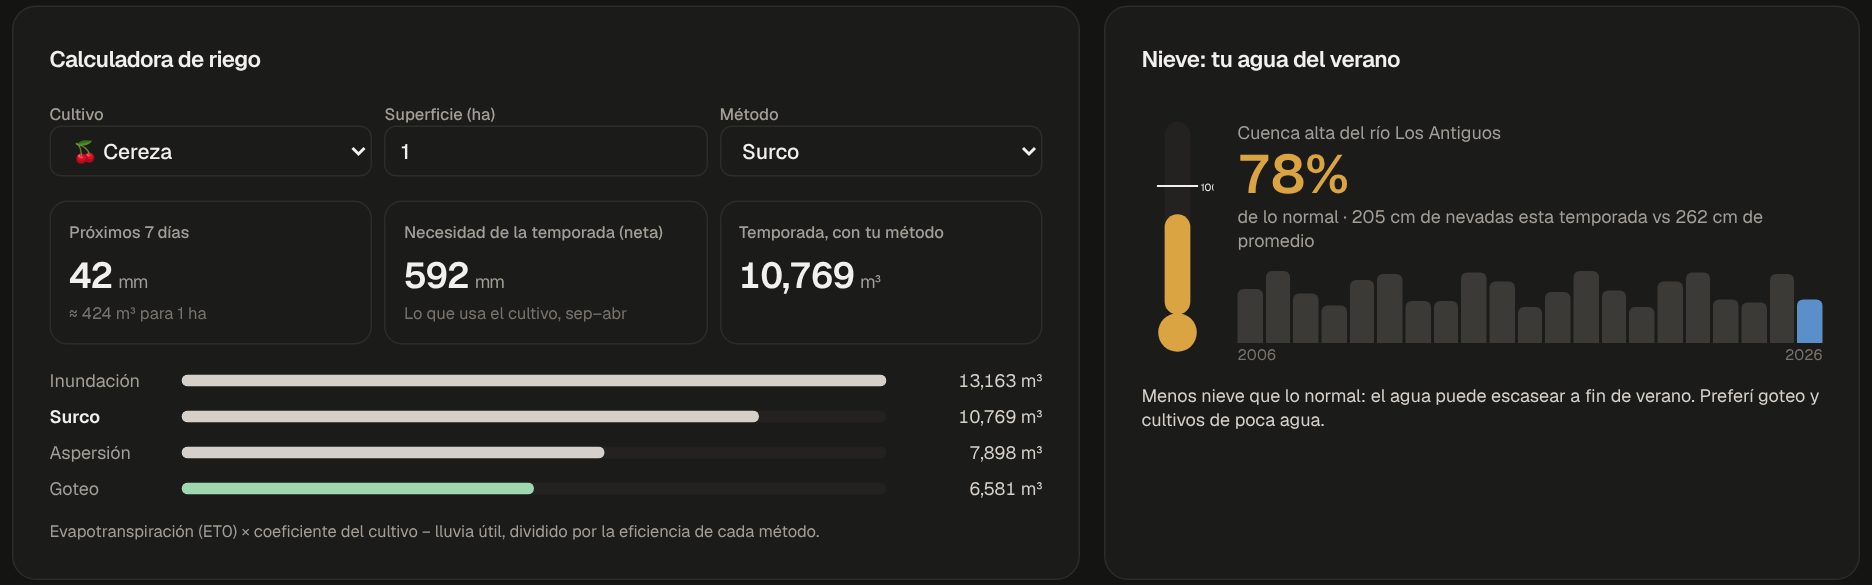 Calculadora de riego
Cultivo
Superficie (ha)
Método
🍒 Cereza
1
Surco
Próximos 7 días
42 mm
≈ 424 m³ para 1 ha
Necesidad de la temporada (neta)
592 mm
Lo que usa el cultivo, sep–abr
Temporada, con tu método
10,769 m³
Inundación 13,163 m³
Surco 10,769 m³
Aspersión 7,898 m³
Goteo 6,581 m³
Evapotranspiración (ET0) × coeficiente del cultivo – lluvia útil, dividido por la eficiencia de cada método.
Nieve: tu agua del verano
Cuenca alta del río Los Antiguos
78%
de lo normal · 205 cm de nevadas esta temporada vs 262 cm de
promedio
2006
2026
Menos nieve que lo normal: el agua puede escasear a fin de verano. Preferí goteo y
cultivos de poca agua.